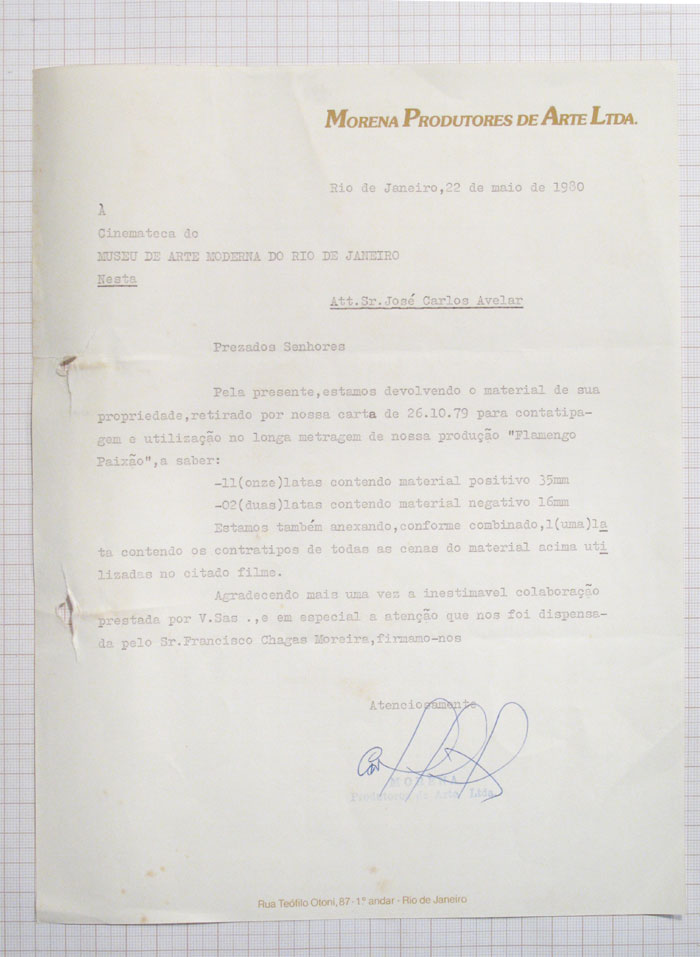 MORENA PRODUTORES DE ARTE LTDA.
Rio de Janeiro,22 de maio de 1980
À
Cinemateca do
MUSEU DE ARTE MODERNA DO RIO DE JANEIRO
Nesta
Att.Sr.José Carlos Avelar
Prezados Senhores
Pela presente,estamos devolvendo o material de sua
propriedade,retirado por nossa carta de 26.10.79 para contatipa-
gem e utilização no longa metragem de nossa produção "Flamengo
Paixão",a saber:
-11(onze)latas contendo material positivo 35mm
-02(duas)latas contendo material negativo 16mm
Estamos também anexando,conforme combinado,1(uma)la
ta contendo os contratipos de todas as cenas do material acima uti
lizadas no citado filme.
Agradecendo mais uma vez a inestimavel colaboração
prestada por V.Sas .,e em especial a atenção que nos foi dispensa-
da pelo Sr.Francisco Chagas Moreira,firmamo-nos
Atenciosamente
MORENA
Produtores de Arte Ltda.
Rua Teófilo Otoni, 87 - 1.º andar - Rio de Janeiro